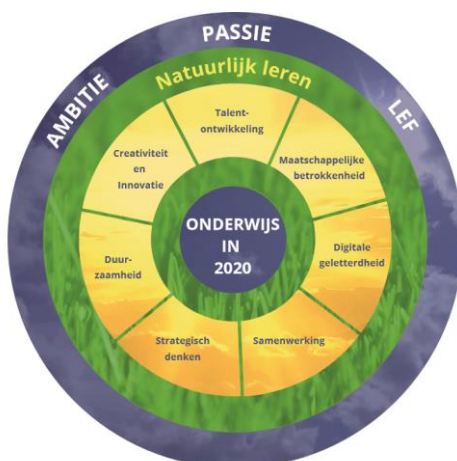 PASSIE
AMBITIE
LEF
Natuurlijk leren
Talent-
ontwikkeling
Maatschappelijke
betrokkenheid
Digitale
geletterdheid
Samenwerking
Strategisch
denken
Duur-
zaamheid
Creativiteit
en
Innovatie
ONDERWIJS
IN
2020